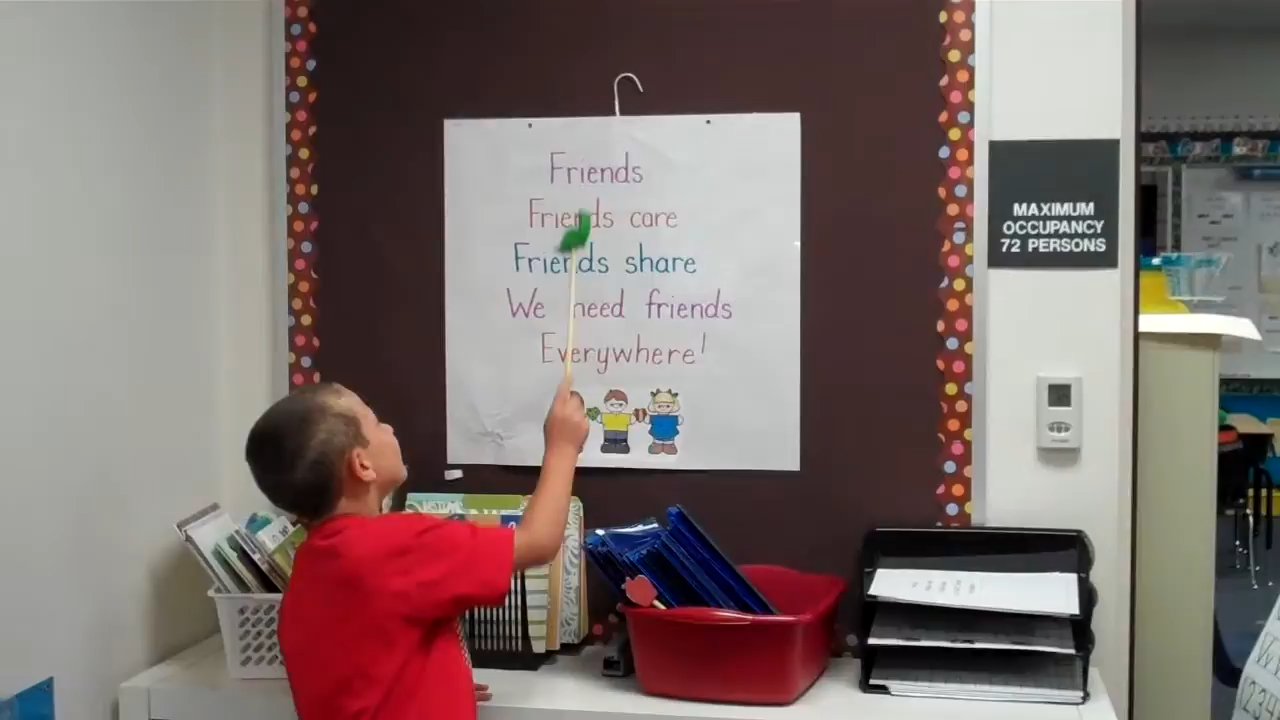 Friends
Friends care
Friends share
We need friends
Everywhere!
MAXIMUM
OCCUPANCY
72 PERSONS